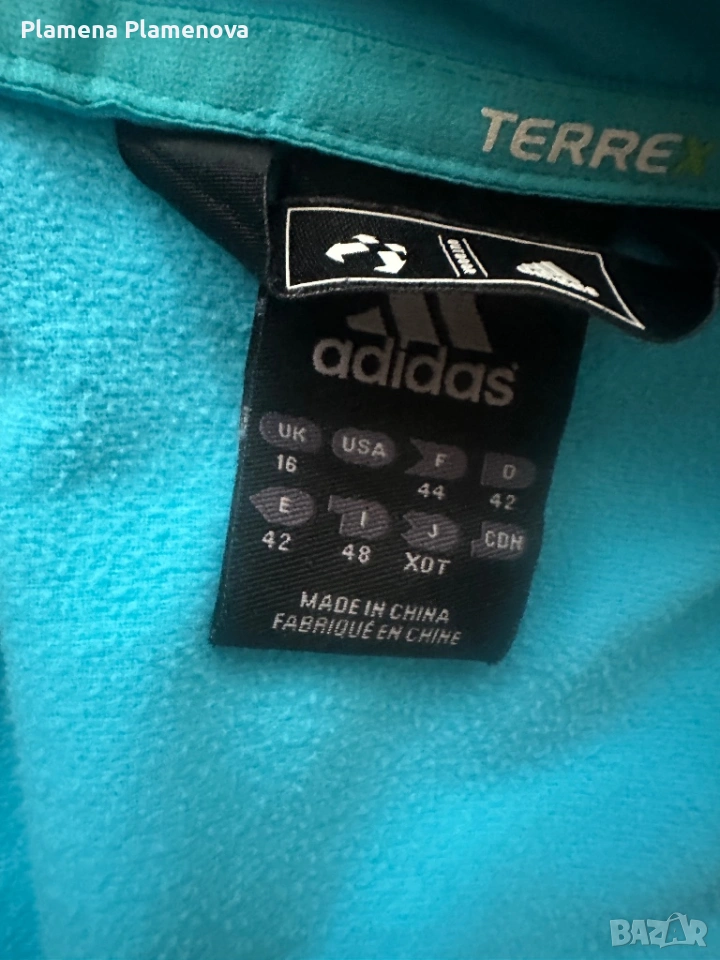 Plamena Plamenova
TERREX
OUTDOOR
adidas
UK USA F D
16 44 42
E I J CDN
42 48 XOT
MADE IN CHINA
FABRIQUÉ EN CHINE
BAZAR